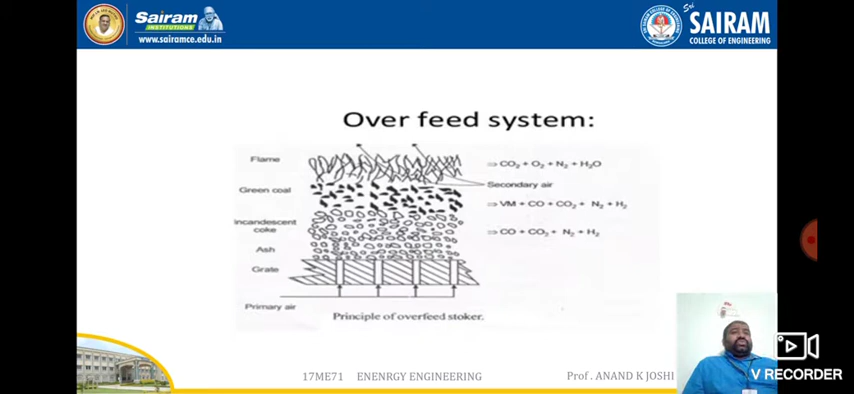 Sairam
INSTITUTIONS
www.sairamce.edu.in
Sri
SAIRAM
COLLEGE OF ENGINEERING
Over feed system:
Flame
⇒ CO₂ + O₂ + N₂ + H₂O
Secondary air
Green coal
⇒ VM + CO + CO₂ + N₂ + H₂
Incandescent
coke
⇒ CO + CO₂ + N₂ + H₂
Ash
Grate
Primary air
Principle of overfeed stoker.
17ME71 ENENRGY ENGINEERING
Prof . ANAND K JOSHI
V RECORDER